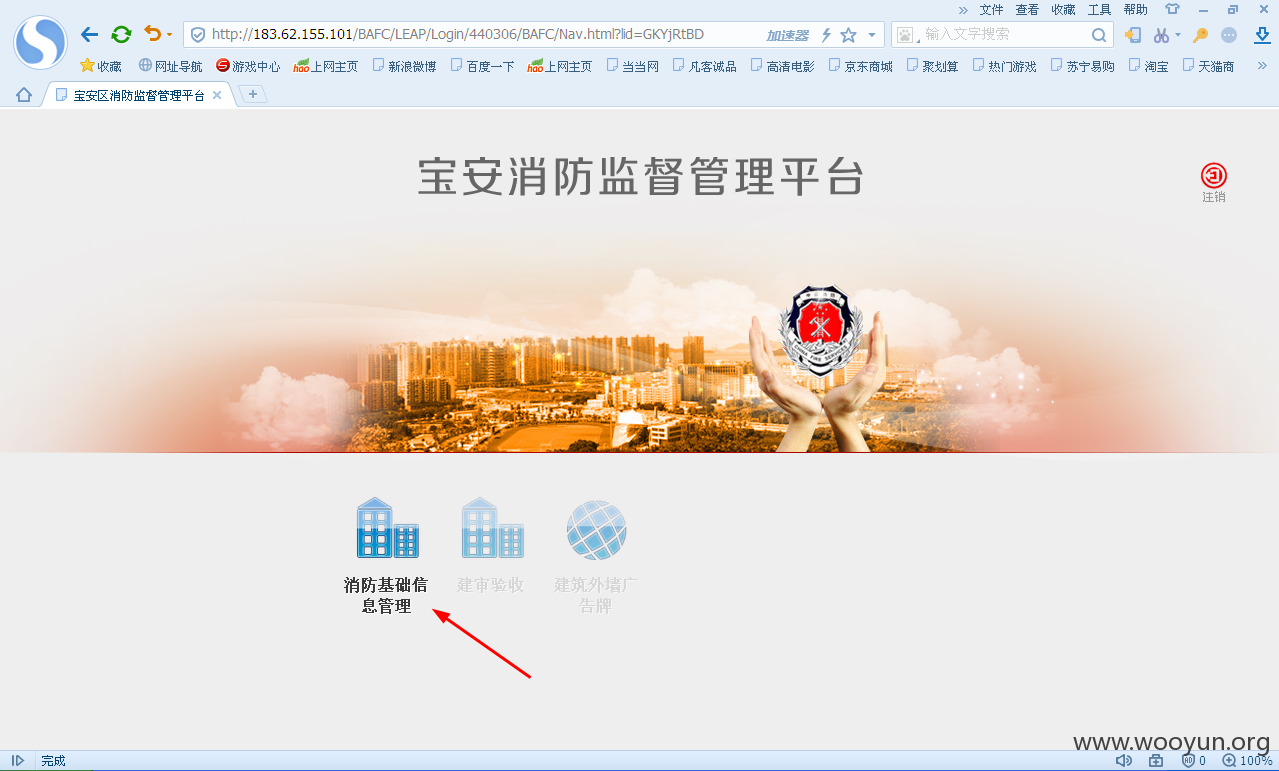 » 文件 查看 收藏 工具 帮助
http://183.62.155.101/BAFC/LEAP/Login/440306/BAFC/Nav.html?lid=GKYjRtBD 加速器 输入文字搜索
收藏 网址导航 游戏中心 hao上网主页 新浪微博 百度一下 hao上网主页 当当网 凡客诚品 高清电影 京东商城 聚划算 热门游戏 苏宁易购 淘宝 天猫商 »
宝安区消防监督管理平台
宝安消防监督管理平台
注销
消防基础信
息管理
建审验收
建筑外墙广
告牌
www.wooyun.org
完成 0 100%